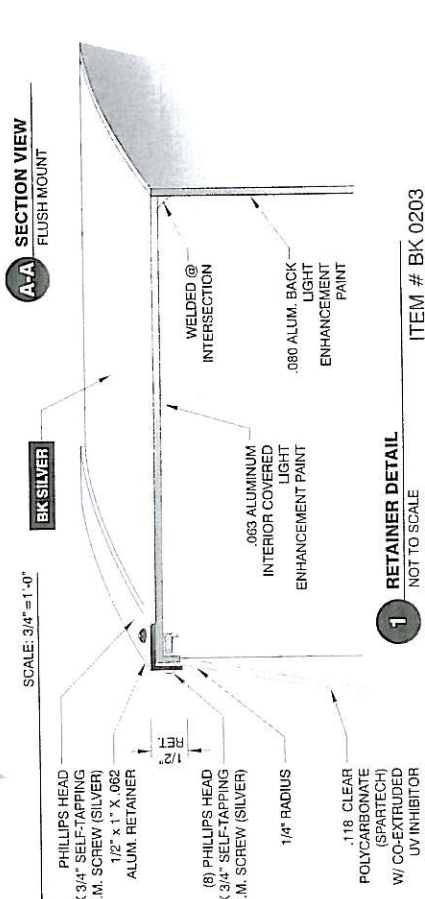 A-A SECTION VIEW
FLUSH MOUNT
SCALE: 3/4"=1'-0"
BK SILVER
PHILLIPS HEAD
X 3/4" SELF-TAPPING
.M. SCREW (SILVER)
1/2" x 1" X .062
ALUM. RETAINER
1/2"
RET.
(8) PHILLIPS HEAD
X 3/4" SELF-TAPPING
.M. SCREW (SILVER)
1/4" RADIUS
.118 CLEAR
POLYCARBONATE
(SPARTECH)
W/ CO-EXTRUDED
UV INHIBITOR
WELDED @
INTERSECTION
.063 ALUMINUM
INTERIOR COVERED
LIGHT
ENHANCEMENT PAINT
.080 ALUM. BACK
LIGHT
ENHANCEMENT
PAINT
1 RETAINER DETAIL
NOT TO SCALE
ITEM # BK 0203